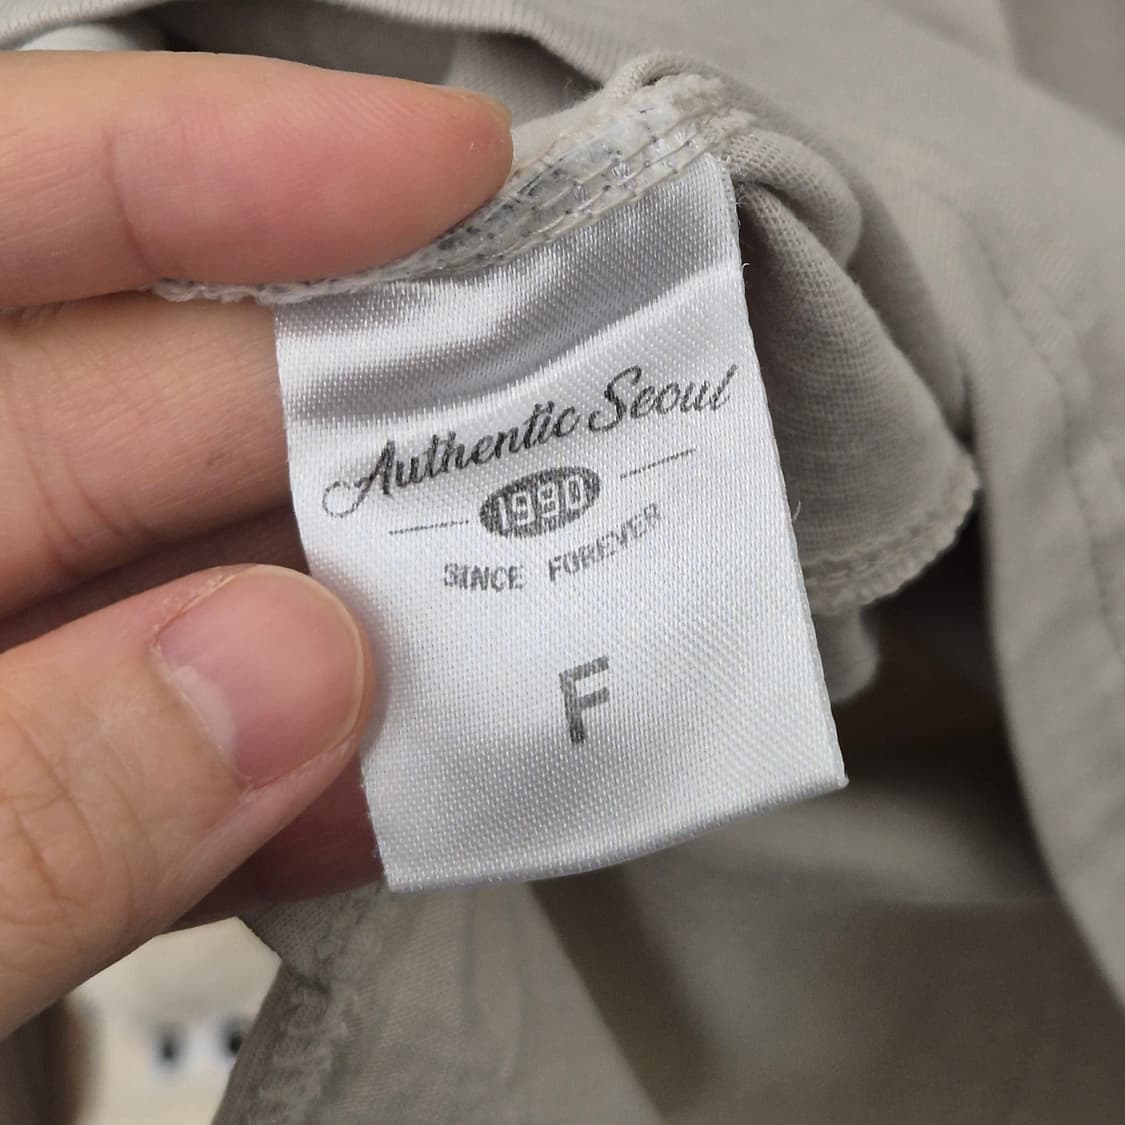 Authentic Seoul
1990
SINCE FOREVER
F